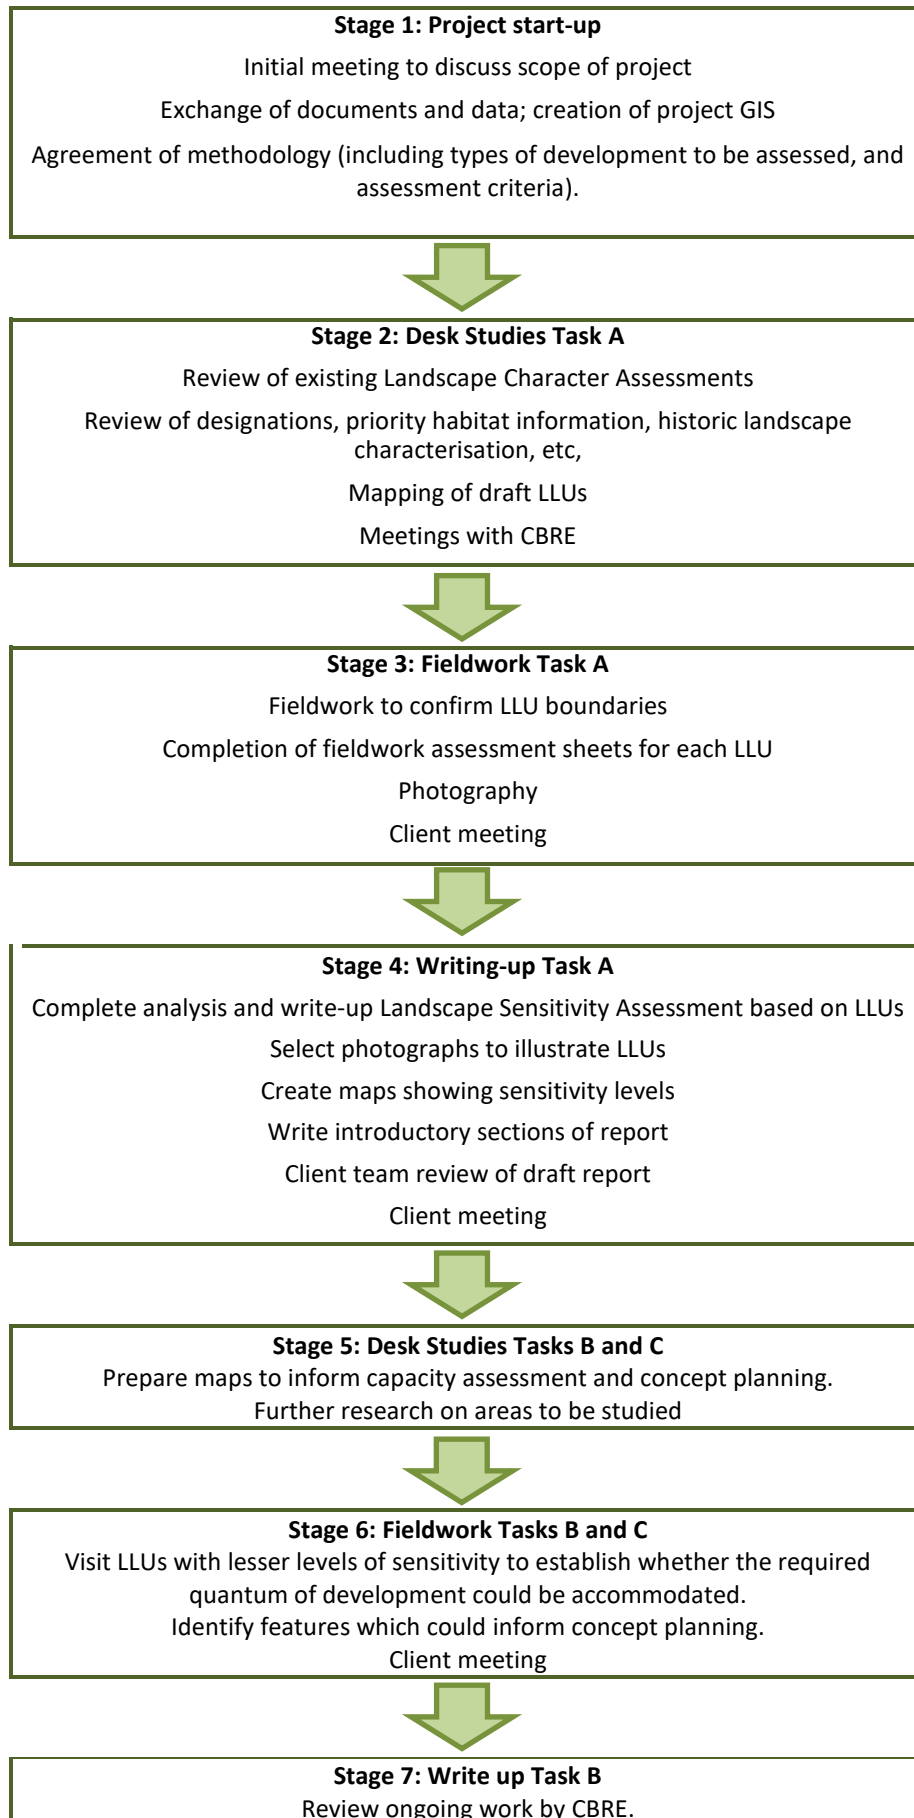 Stage 1: Project start-up
Initial meeting to discuss scope of project
Exchange of documents and data; creation of project GIS
Agreement of methodology (including types of development to be assessed, and
assessment criteria).
Stage 2: Desk Studies Task A
Review of existing Landscape Character Assessments
Review of designations, priority habitat information, historic landscape
characterisation, etc,
Mapping of draft LLUs
Meetings with CBRE
Stage 3: Fieldwork Task A
Fieldwork to confirm LLU boundaries
Completion of fieldwork assessment sheets for each LLU
Photography
Client meeting
Stage 4: Writing-up Task A
Complete analysis and write-up Landscape Sensitivity Assessment based on LLUs
Select photographs to illustrate LLUs
Create maps showing sensitivity levels
Write introductory sections of report
Client team review of draft report
Client meeting
Stage 5: Desk Studies Tasks B and C
Prepare maps to inform capacity assessment and concept planning.
Further research on areas to be studied
Stage 6: Fieldwork Tasks B and C
Visit LLUs with lesser levels of sensitivity to establish whether the required
quantum of development could be accommodated.
Identify features which could inform concept planning.
Client meeting
Stage 7: Write up Task B
Review ongoing work by CBRE.